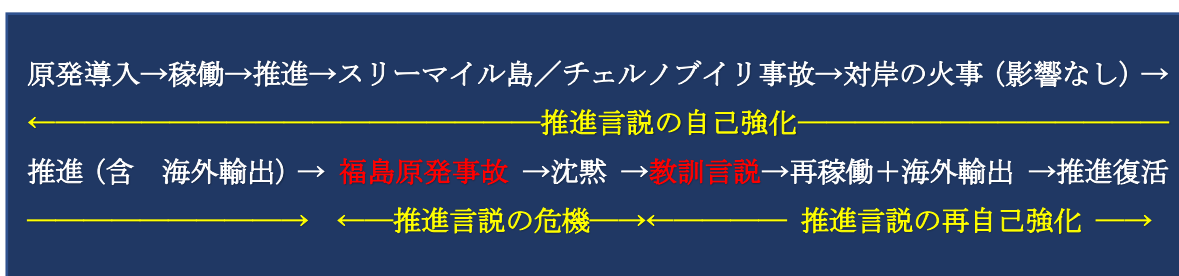 原発導入→稼働→推進→スリーマイル島／チェルノブイリ事故→対岸の火事（影響なし）→
←――――――――――――――――――推進言説の自己強化―――――――――――――
推進（含　海外輸出）→ 福島原発事故 →沈黙 →教訓言説→再稼働＋海外輸出 →推進復活
――――――――――→ ←――推進言説の危機―→←―――― 推進言説の再自己強化 ―→